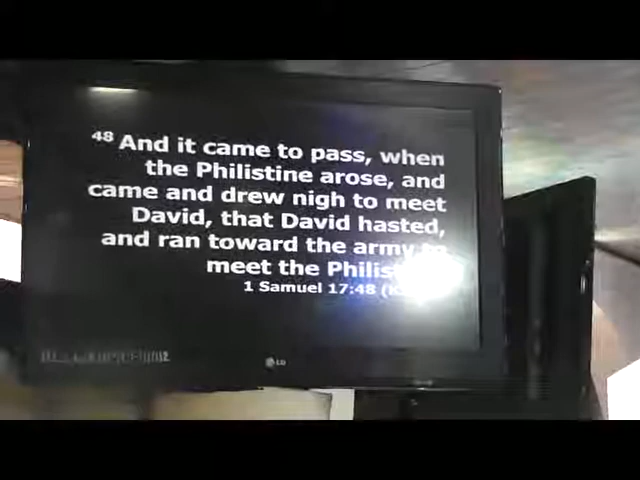 48 And it came to pass, when
the Philistine arose, and
came and drew nigh to meet
David, that David hasted,
and ran toward the army to
meet the
1 Samuel 17:48
LG